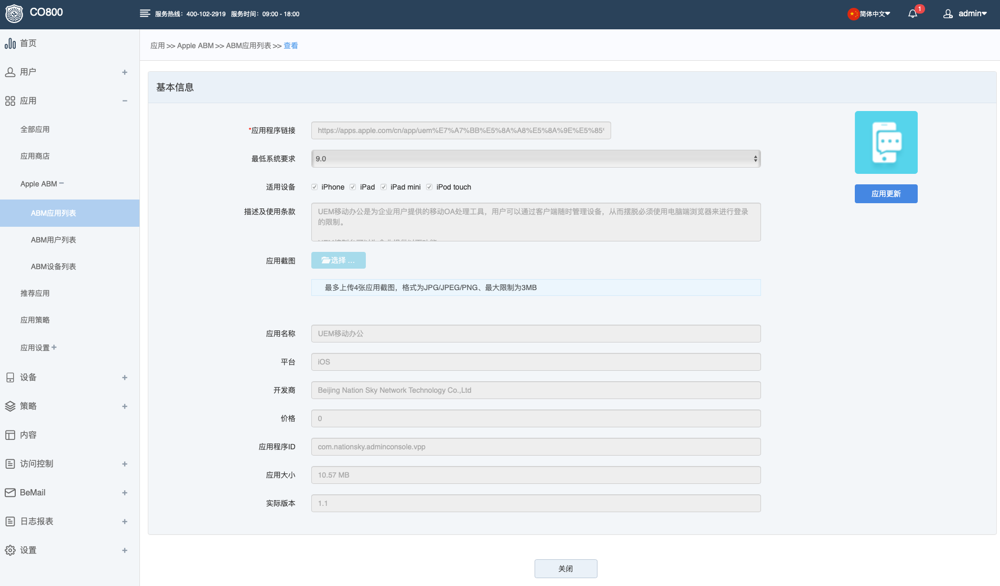 CO800
服务热线：400-102-2919 服务时间：09:00 - 18:00
简体中文
1
admin
首页
用户
应用
全部应用
应用商店
Apple ABM
ABM应用列表
ABM用户列表
ABM设备列表
推荐应用
应用策略
应用设置
设备
策略
内容
访问控制
BeMail
日志报表
设置
应用 >> Apple ABM >> ABM应用列表 >> 查看
基本信息
*应用程序链接
https://apps.apple.com/cn/app/uem%E7%A7%BB%E5%8A%A8%E5%8A%9E%E5%85%
最低系统要求
9.0
适用设备
iPhone iPad iPad mini iPod touch
描述及使用条款
UEM移动办公是为企业用户提供的移动OA处理工具，用户可以通过客户端随时管理设备，从而摆脱必须使用电脑端浏览器来进行登录
的限制。
应用截图
选择 ...
最多上传4张应用截图，格式为JPG/JPEG/PNG、最大限制为3MB
应用名称
UEM移动办公
平台
iOS
开发商
Beijing Nation Sky Network Technology Co.,Ltd
价格
0
应用程序ID
com.nationsky.adminconsole.vpp
应用大小
10.57 MB
实际版本
1.1
应用更新
关闭